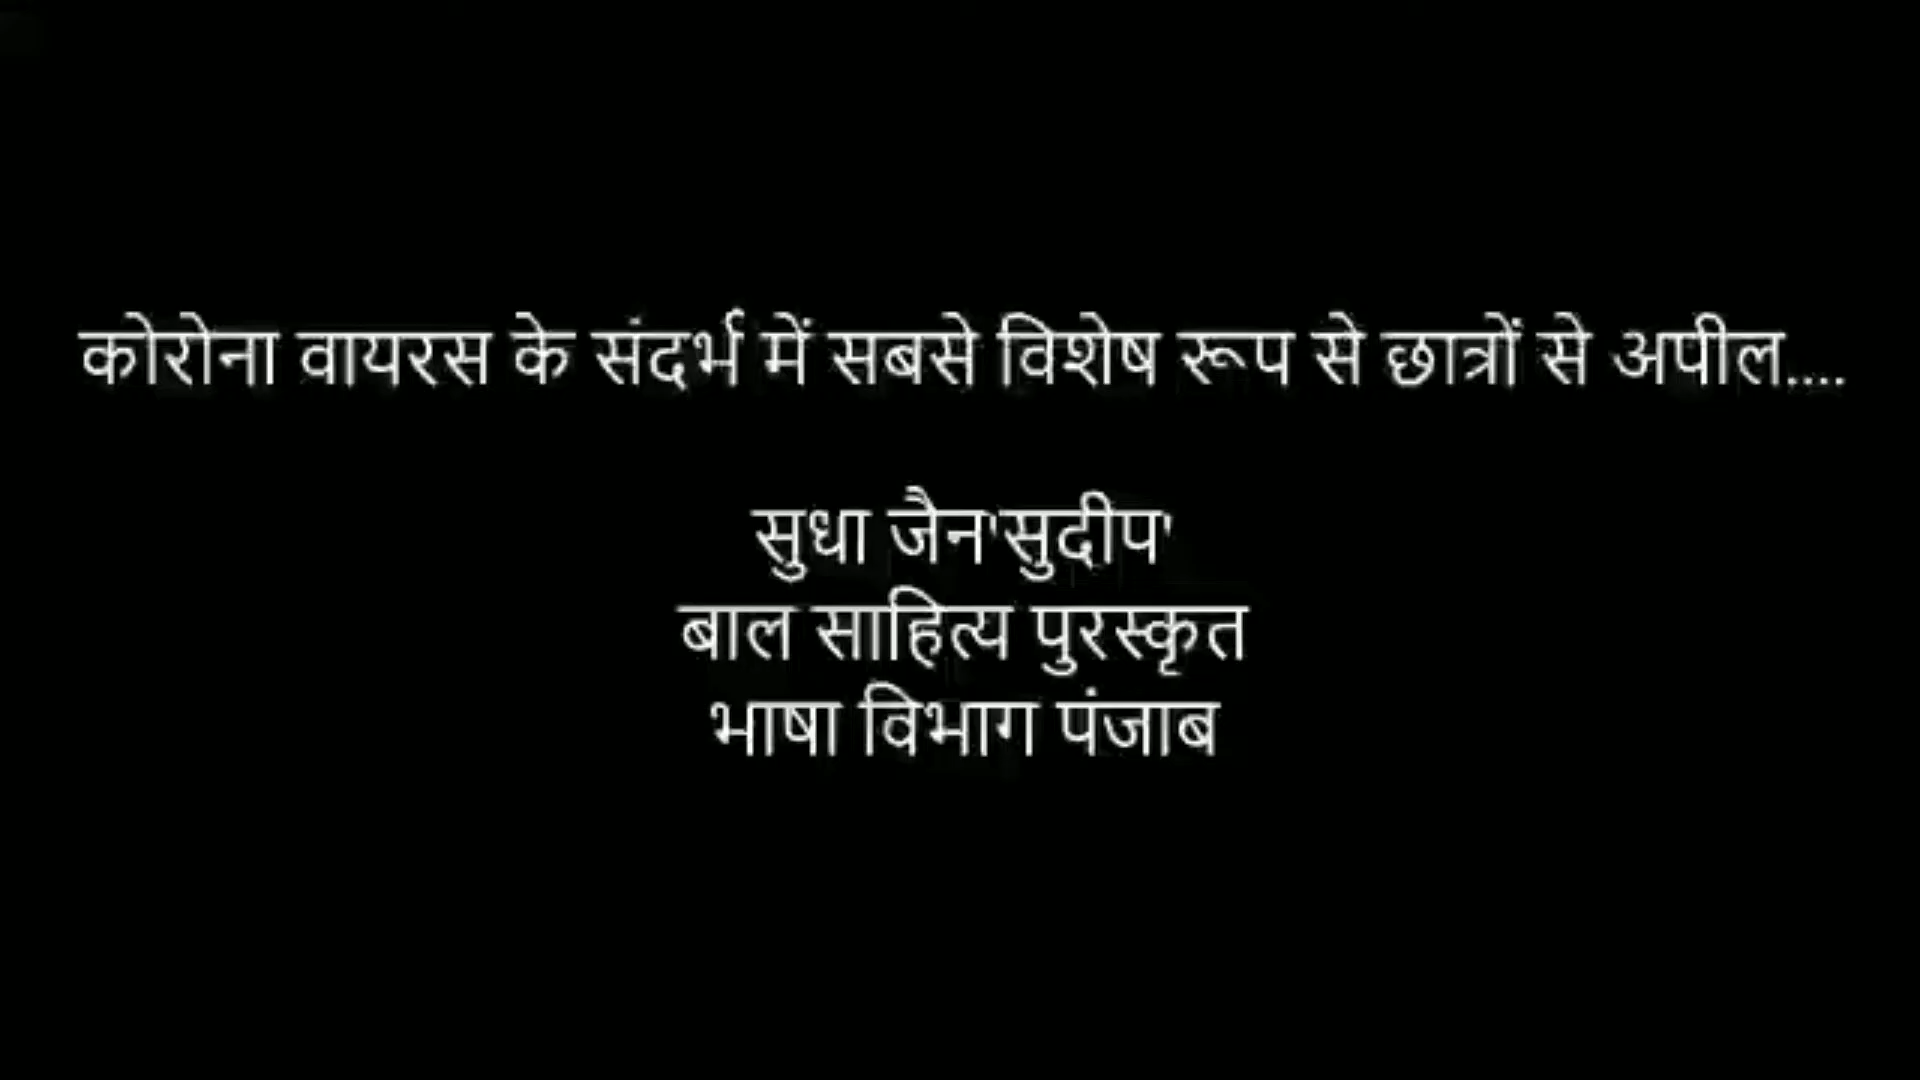 कोरोना वायरस के संदर्भ में सबसे विशेष रूप से छात्रों से अपील....
सुधा जैन'सुदीप'
बाल साहित्य पुरस्कृत
भाषा विभाग पंजाब